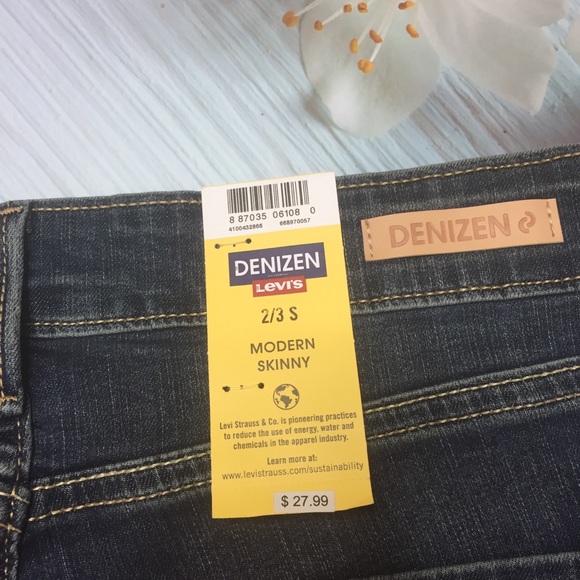 8 87035 06108 0
4100432866 668970057
DENIZEN
Levi's
2/3 S
MODERN
SKINNY
Levi Strauss & Co. is pioneering practices
to reduce the use of energy, water and
chemicals in the apparel industry.
Learn more at:
www.levistrauss.com/sustainability
$ 27.99
DENIZEN